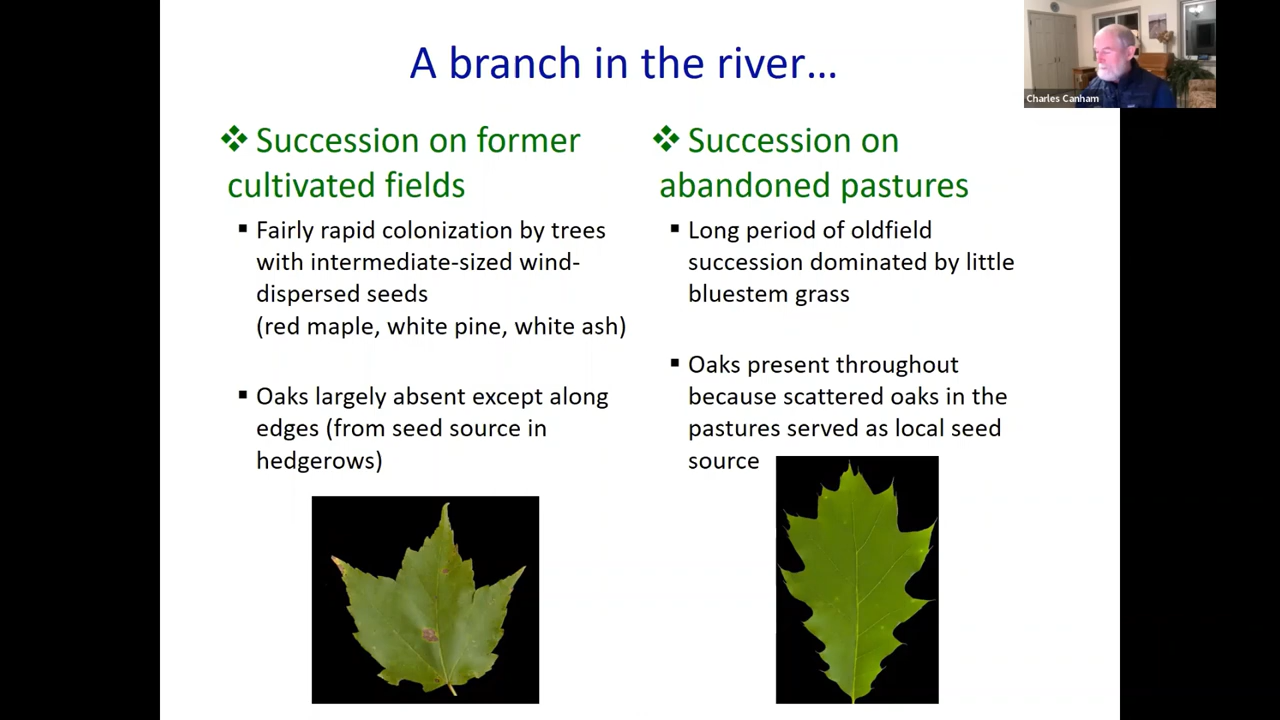 A branch in the river…
Charles Canham
❖ Succession on former
cultivated fields
▪ Fairly rapid colonization by trees
with intermediate-sized wind-
dispersed seeds
(red maple, white pine, white ash)
▪ Oaks largely absent except along
edges (from seed source in
hedgerows)
❖ Succession on
abandoned pastures
▪ Long period of oldfield
succession dominated by little
bluestem grass
▪ Oaks present throughout
because scattered oaks in the
pastures served as local seed
source